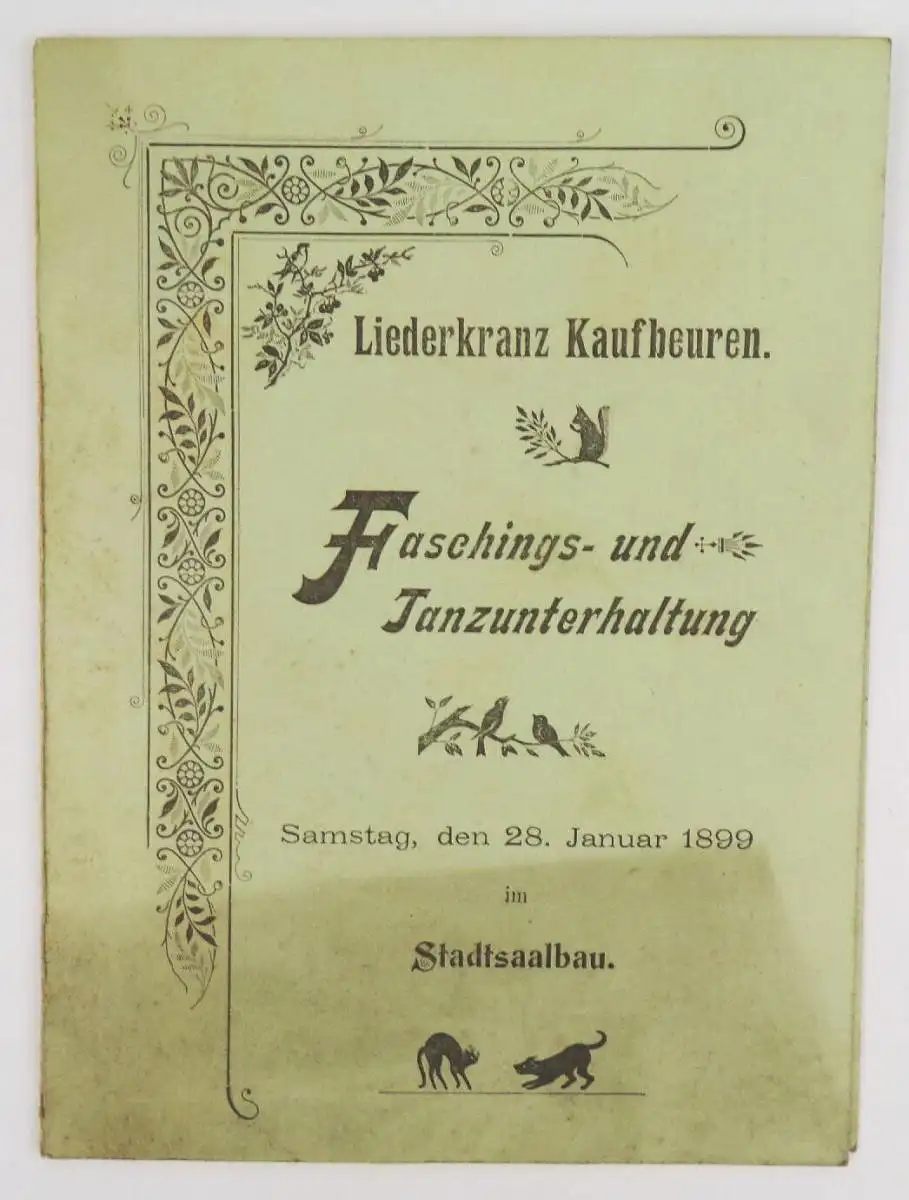 Liederkranz Kaufbeuren.
Faschings- und
Tanzunterhaltung
Samstag, den 28. Januar 1899
im
Stadtsaalbau.